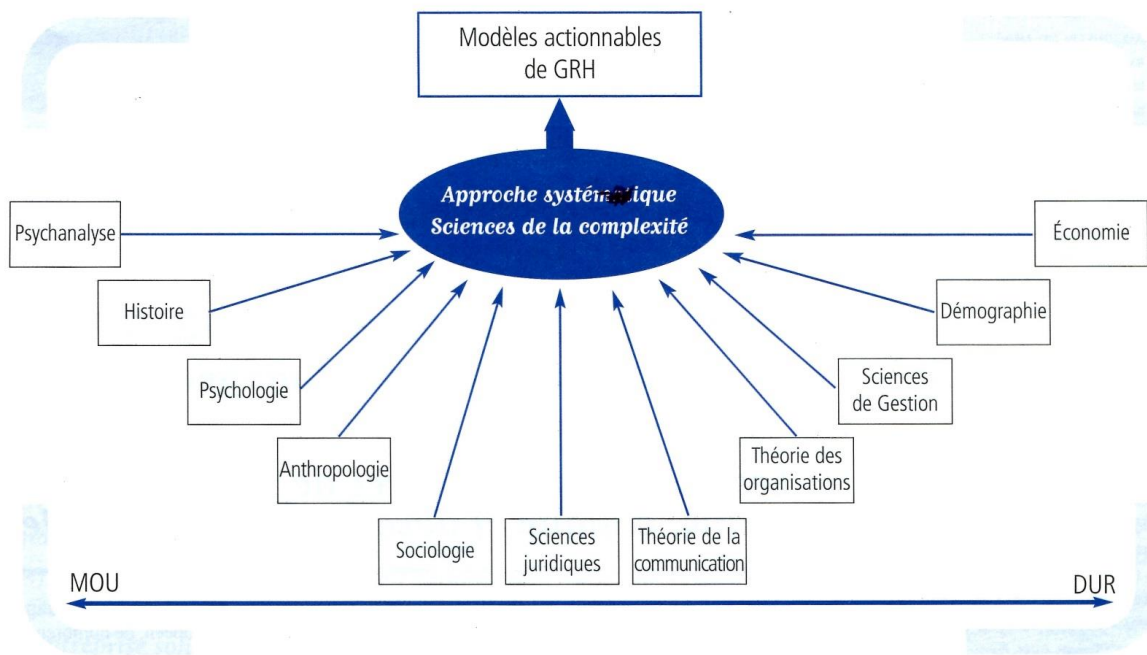 Modèles actionnables
de GRH
Approche systémique
Sciences de la complexité
Psychanalyse
Économie
Histoire
Démographie
Psychologie
Sciences
de Gestion
Anthropologie
Théorie des
organisations
Sociologie
Sciences
juridiques
Théorie de la
communication
MOU
DUR